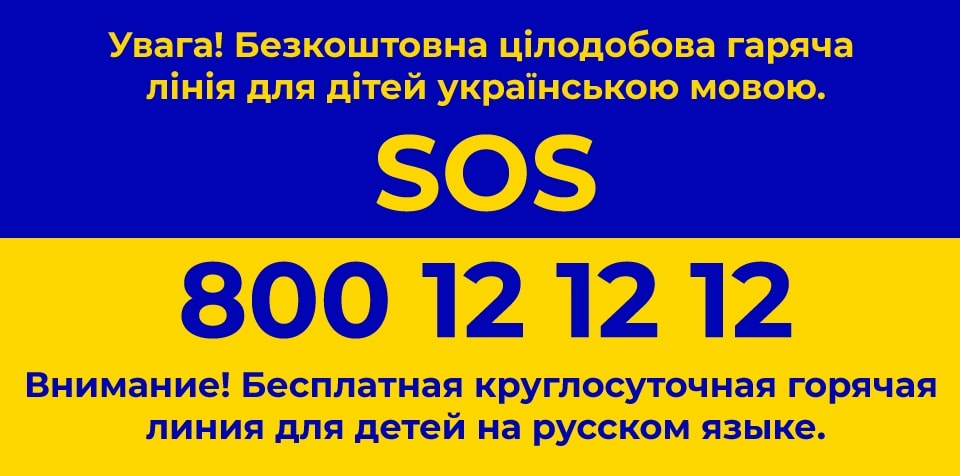 Увага! Безкоштовна цілодобова гаряча
лінія для дітей українською мовою.
SOS
800 12 12 12
Внимание! Бесплатная круглосуточная горячая
линия для детей на русском языке.